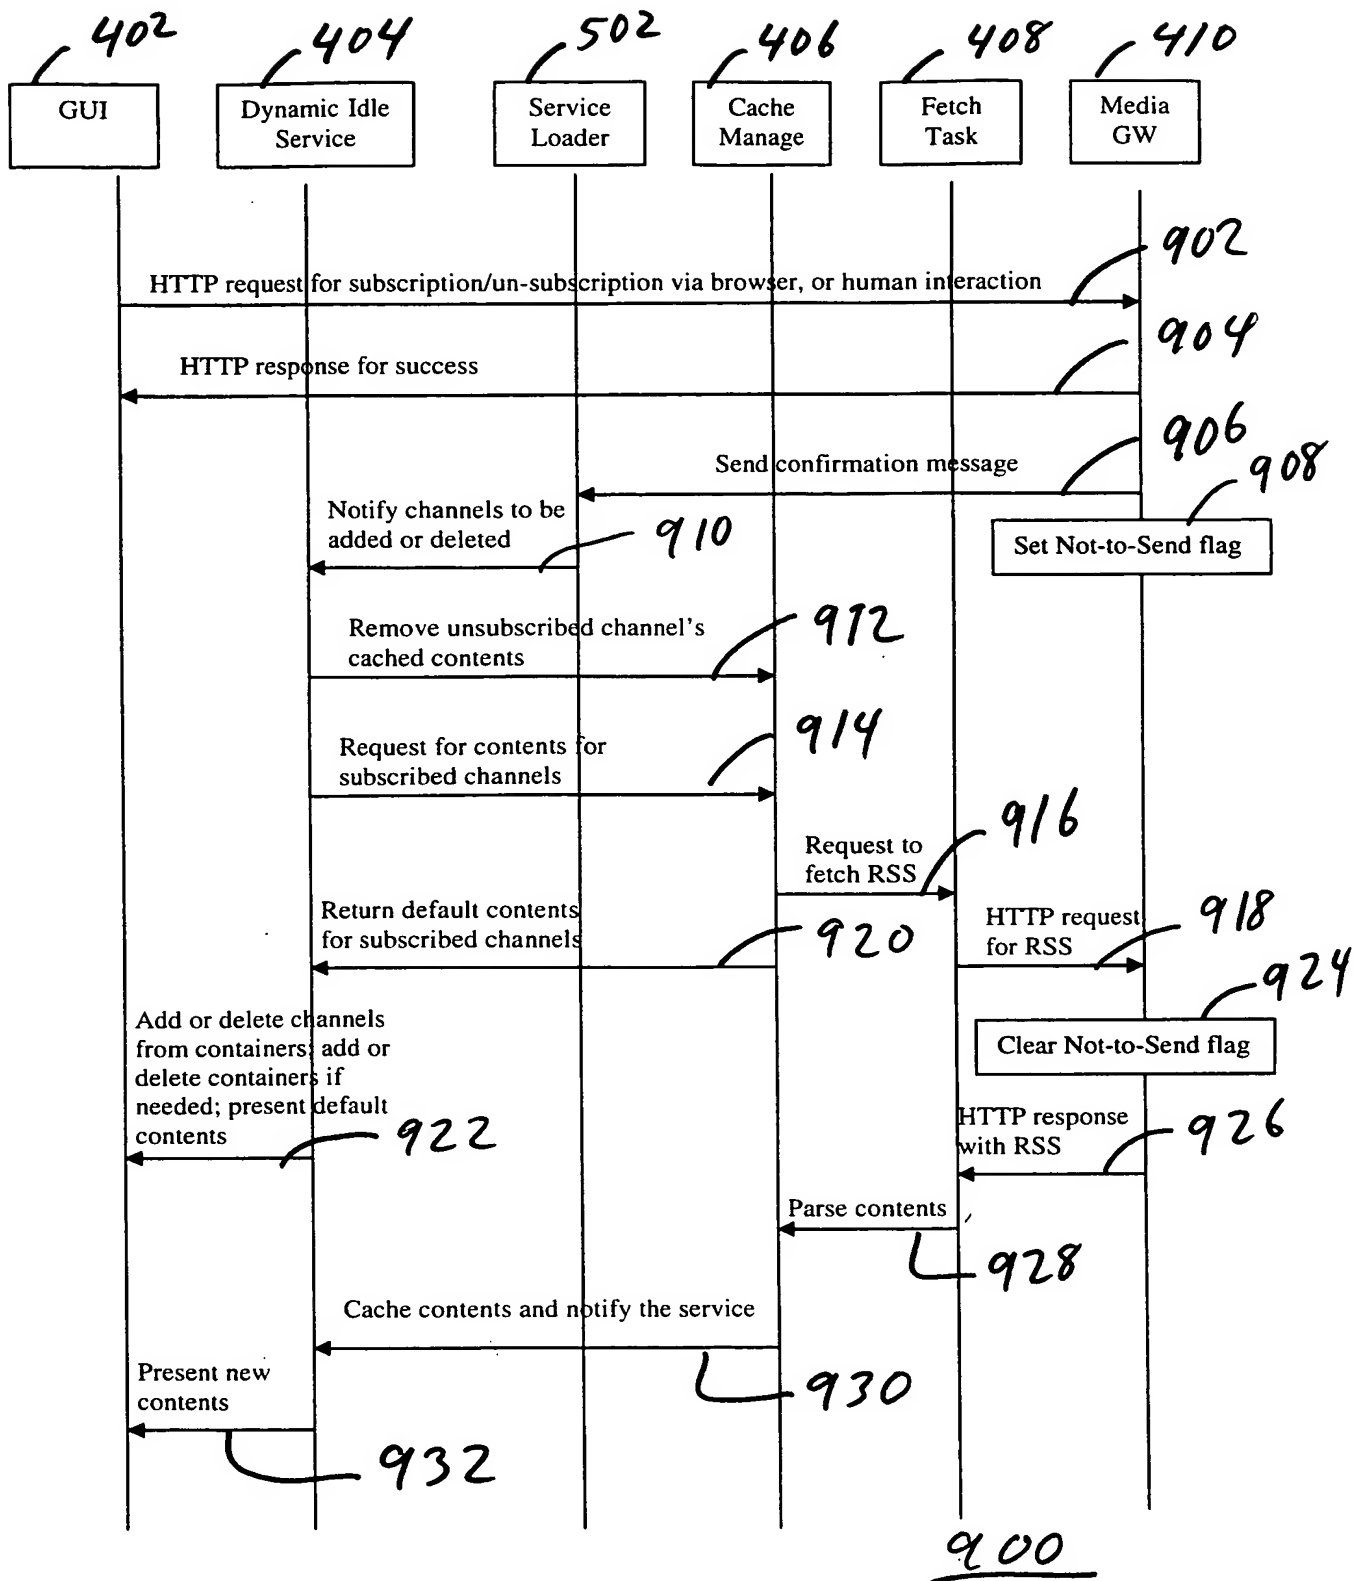 402
404
502
406
408
410
GUI
Dynamic Idle
Service
Service
Loader
Cache
Manage
Fetch
Task
Media
GW
902
HTTP request for subscription/un-subscription via browser, or human interaction
904
HTTP response for success
906
Send confirmation message
908
Set Not-to-Send flag
Notify channels to be
added or deleted
910
Remove unsubscribed channel's
cached contents
912
Request for contents for
subscribed channels
914
Request to
fetch RSS
916
Return default contents
for subscribed channels
920
HTTP request
for RSS
918
924
Clear Not-to-Send flag
Add or delete channels
from containers; add or
delete containers if
needed; present default
contents
922
HTTP response
with RSS
926
Parse contents
928
Cache contents and notify the service
930
Present new
contents
932
900